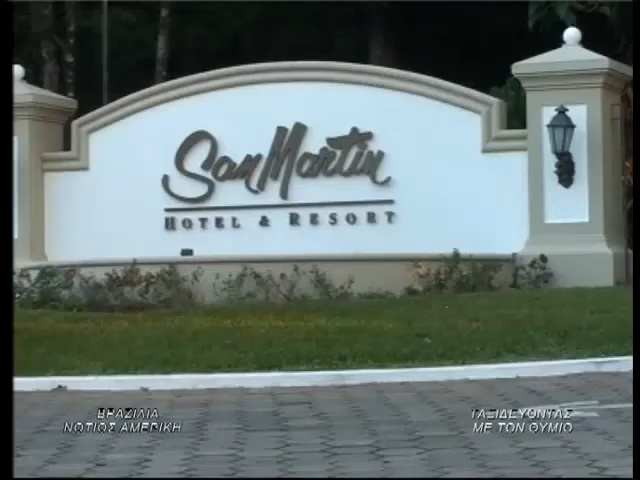 San Martin
HOTEL & RESORT
ΒΡΑΖΙΛΙΑ
ΝΟΤΙΟΣ ΑΜΕΡΙΚΗ
ΤΑΞΙΔΕΥΟΝΤΑΣ
ΜΕ ΤΟΝ ΘΥΜΙΟ